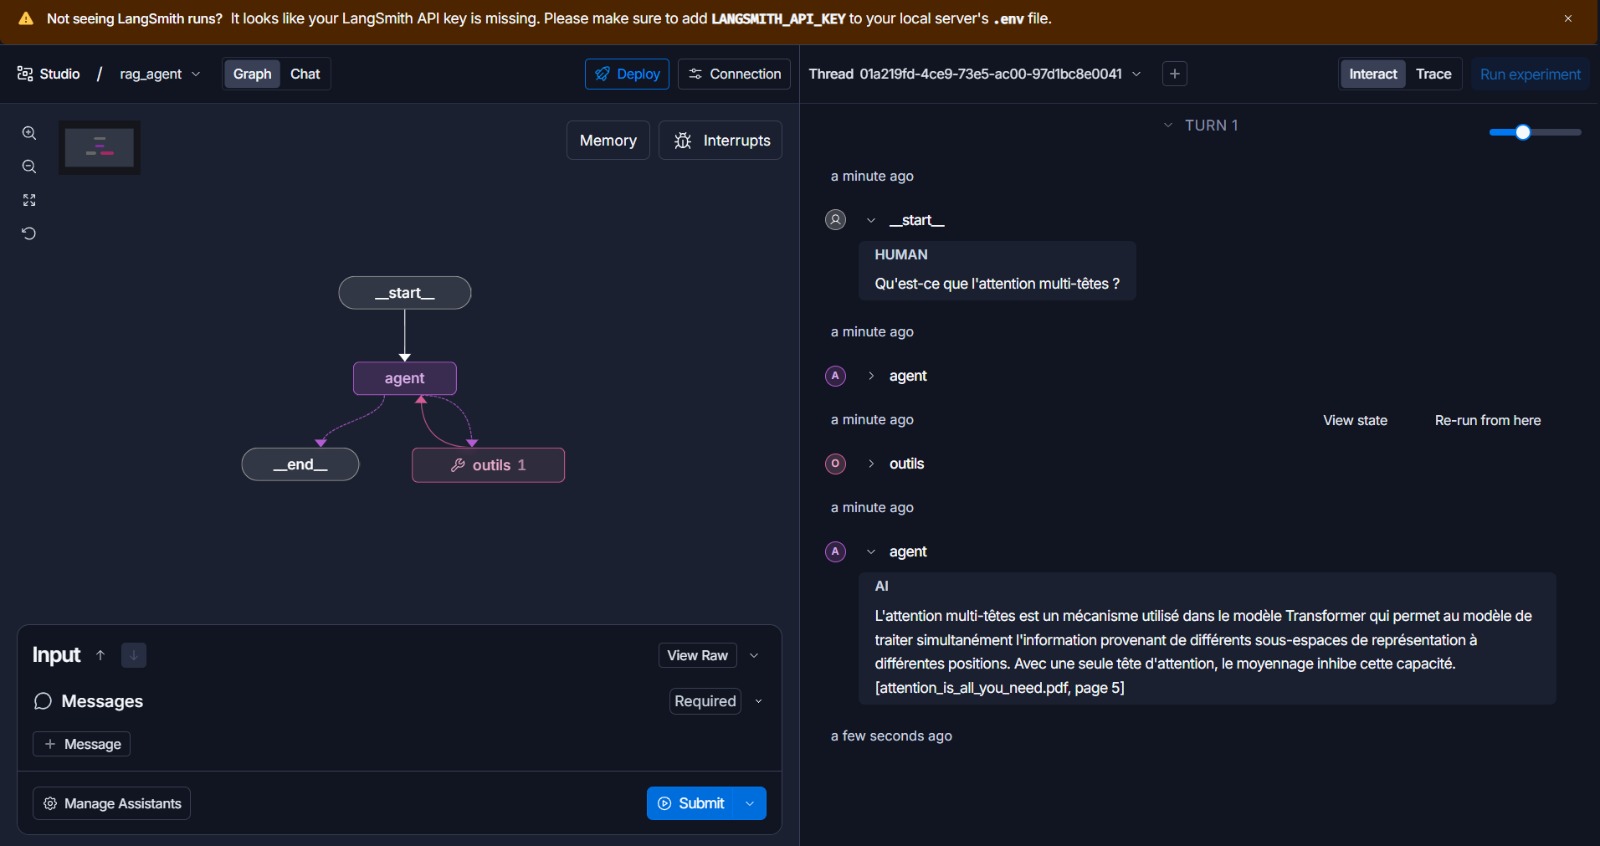 Not seeing LangSmith runs? It looks like your LangSmith API key is missing. Please make sure to add LANGSMITH_API_KEY to your local server's .env file.
Studio / rag_agent Graph Chat Deploy Connection
Memory Interrupts
__start__
agent
__end__ outils 1
Input View Raw
Messages Required
+ Message
Manage Assistants Submit
Thread 01a219fd-4ce9-73e5-ac00-97d1bc8e0041 Interact Trace Run experiment
TURN 1
a minute ago
__start__
HUMAN
Qu'est-ce que l'attention multi-têtes ?
a minute ago
A agent
a minute ago View state Re-run from here
O outils
a minute ago
A agent
AI
L'attention multi-têtes est un mécanisme utilisé dans le modèle Transformer qui permet au modèle de
traiter simultanément l'information provenant de différents sous-espaces de représentation à
différentes positions. Avec une seule tête d'attention, le moyennage inhibe cette capacité.
[attention_is_all_you_need.pdf, page 5]
a few seconds ago